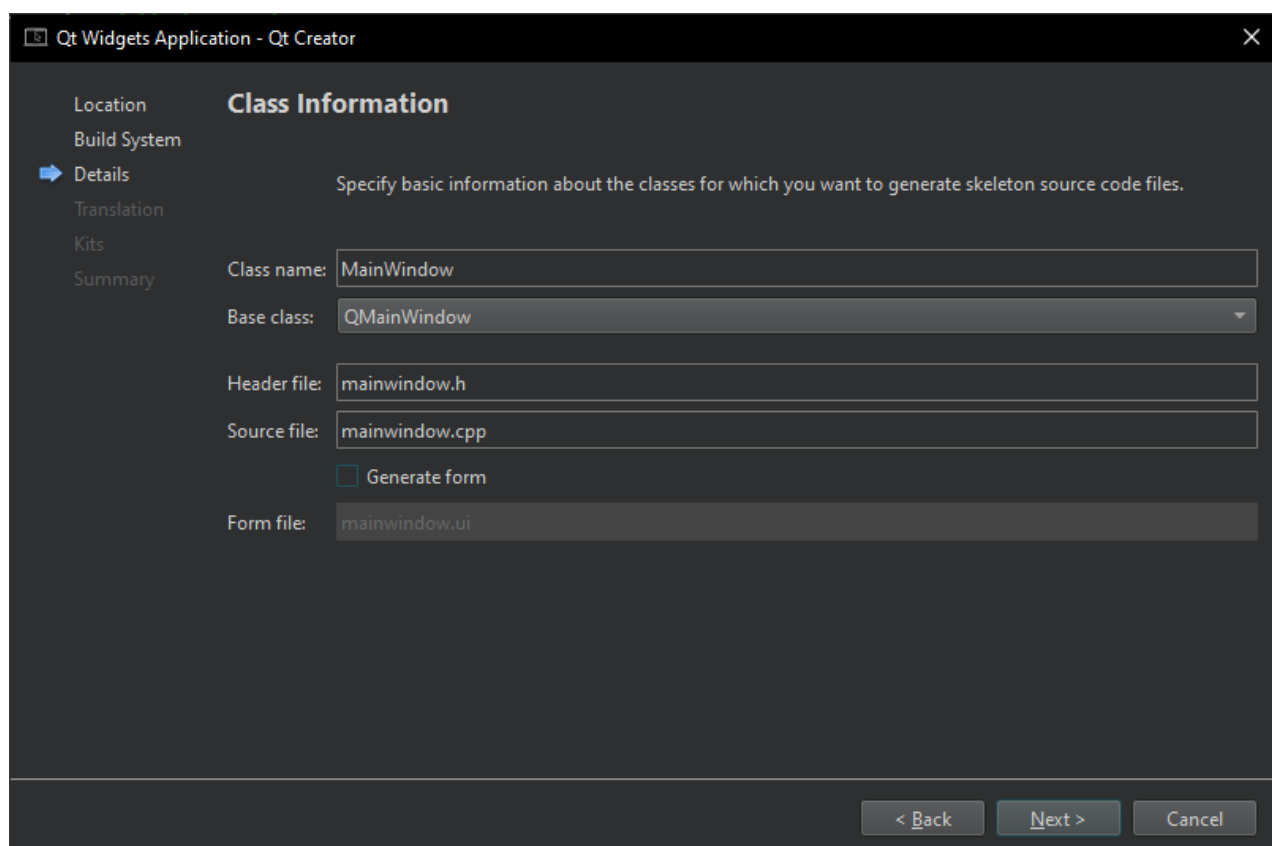 Qt Widgets Application - Qt Creator
Location
Build System
Details
Translation
Kits
Summary
Class Information
Specify basic information about the classes for which you want to generate skeleton source code files.
Class name: MainWindow
Base class: QMainWindow
Header file: mainwindow.h
Source file: mainwindow.cpp
Generate form
Form file: mainwindow.ui
< Back Next > Cancel